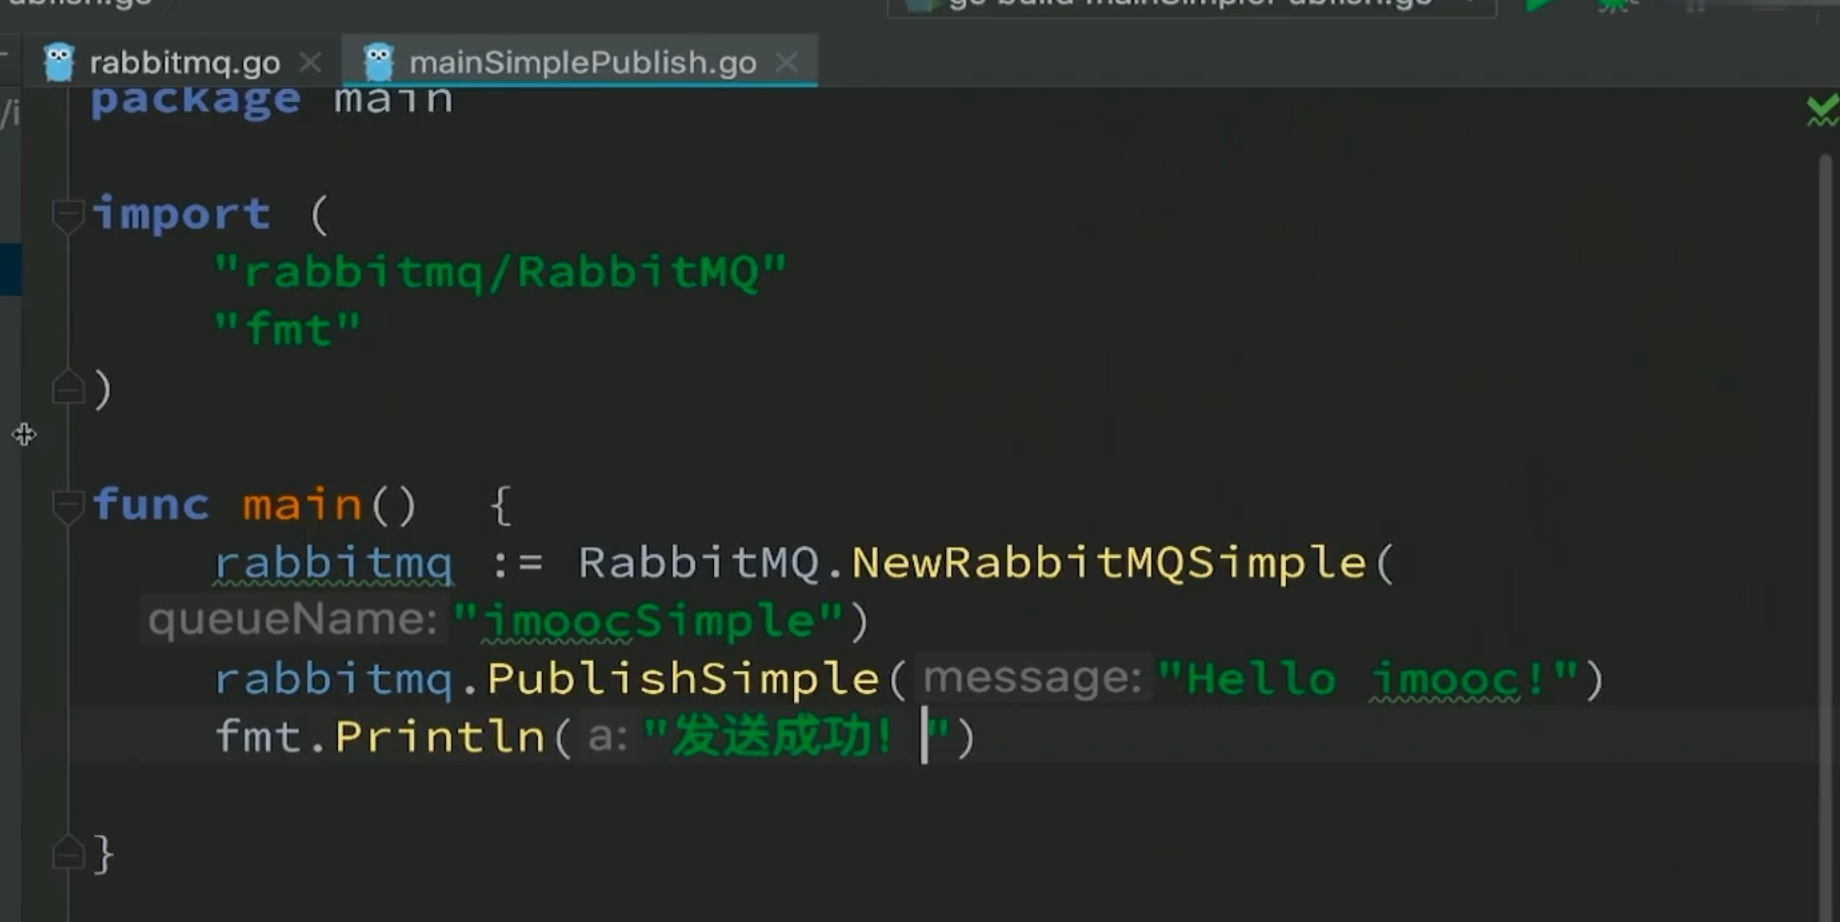 rabbitmq.go mainSimplePublish.go
package main
import (
"rabbitmq/RabbitMQ"
"fmt"
)
func main() {
rabbitmq := RabbitMQ.NewRabbitMQSimple(
queueName: "imoocSimple")
rabbitmq.PublishSimple( message: "Hello imooc!")
fmt.Println( a: "发送成功！")
}